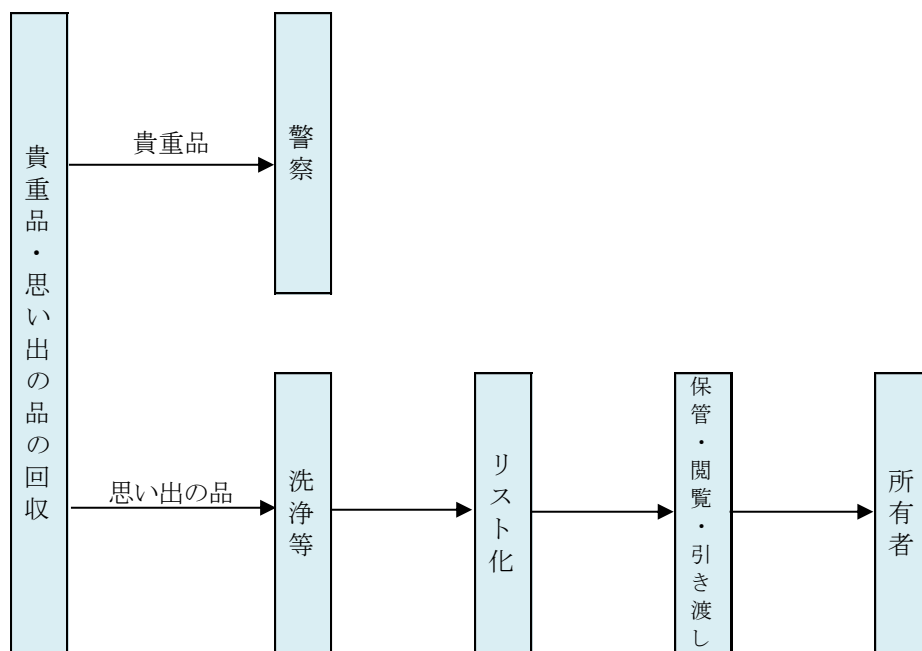 貴重品・思い出の品の回収
貴重品
警察
思い出の品
洗浄等
リスト化
保管・閲覧・引き渡し
所有者